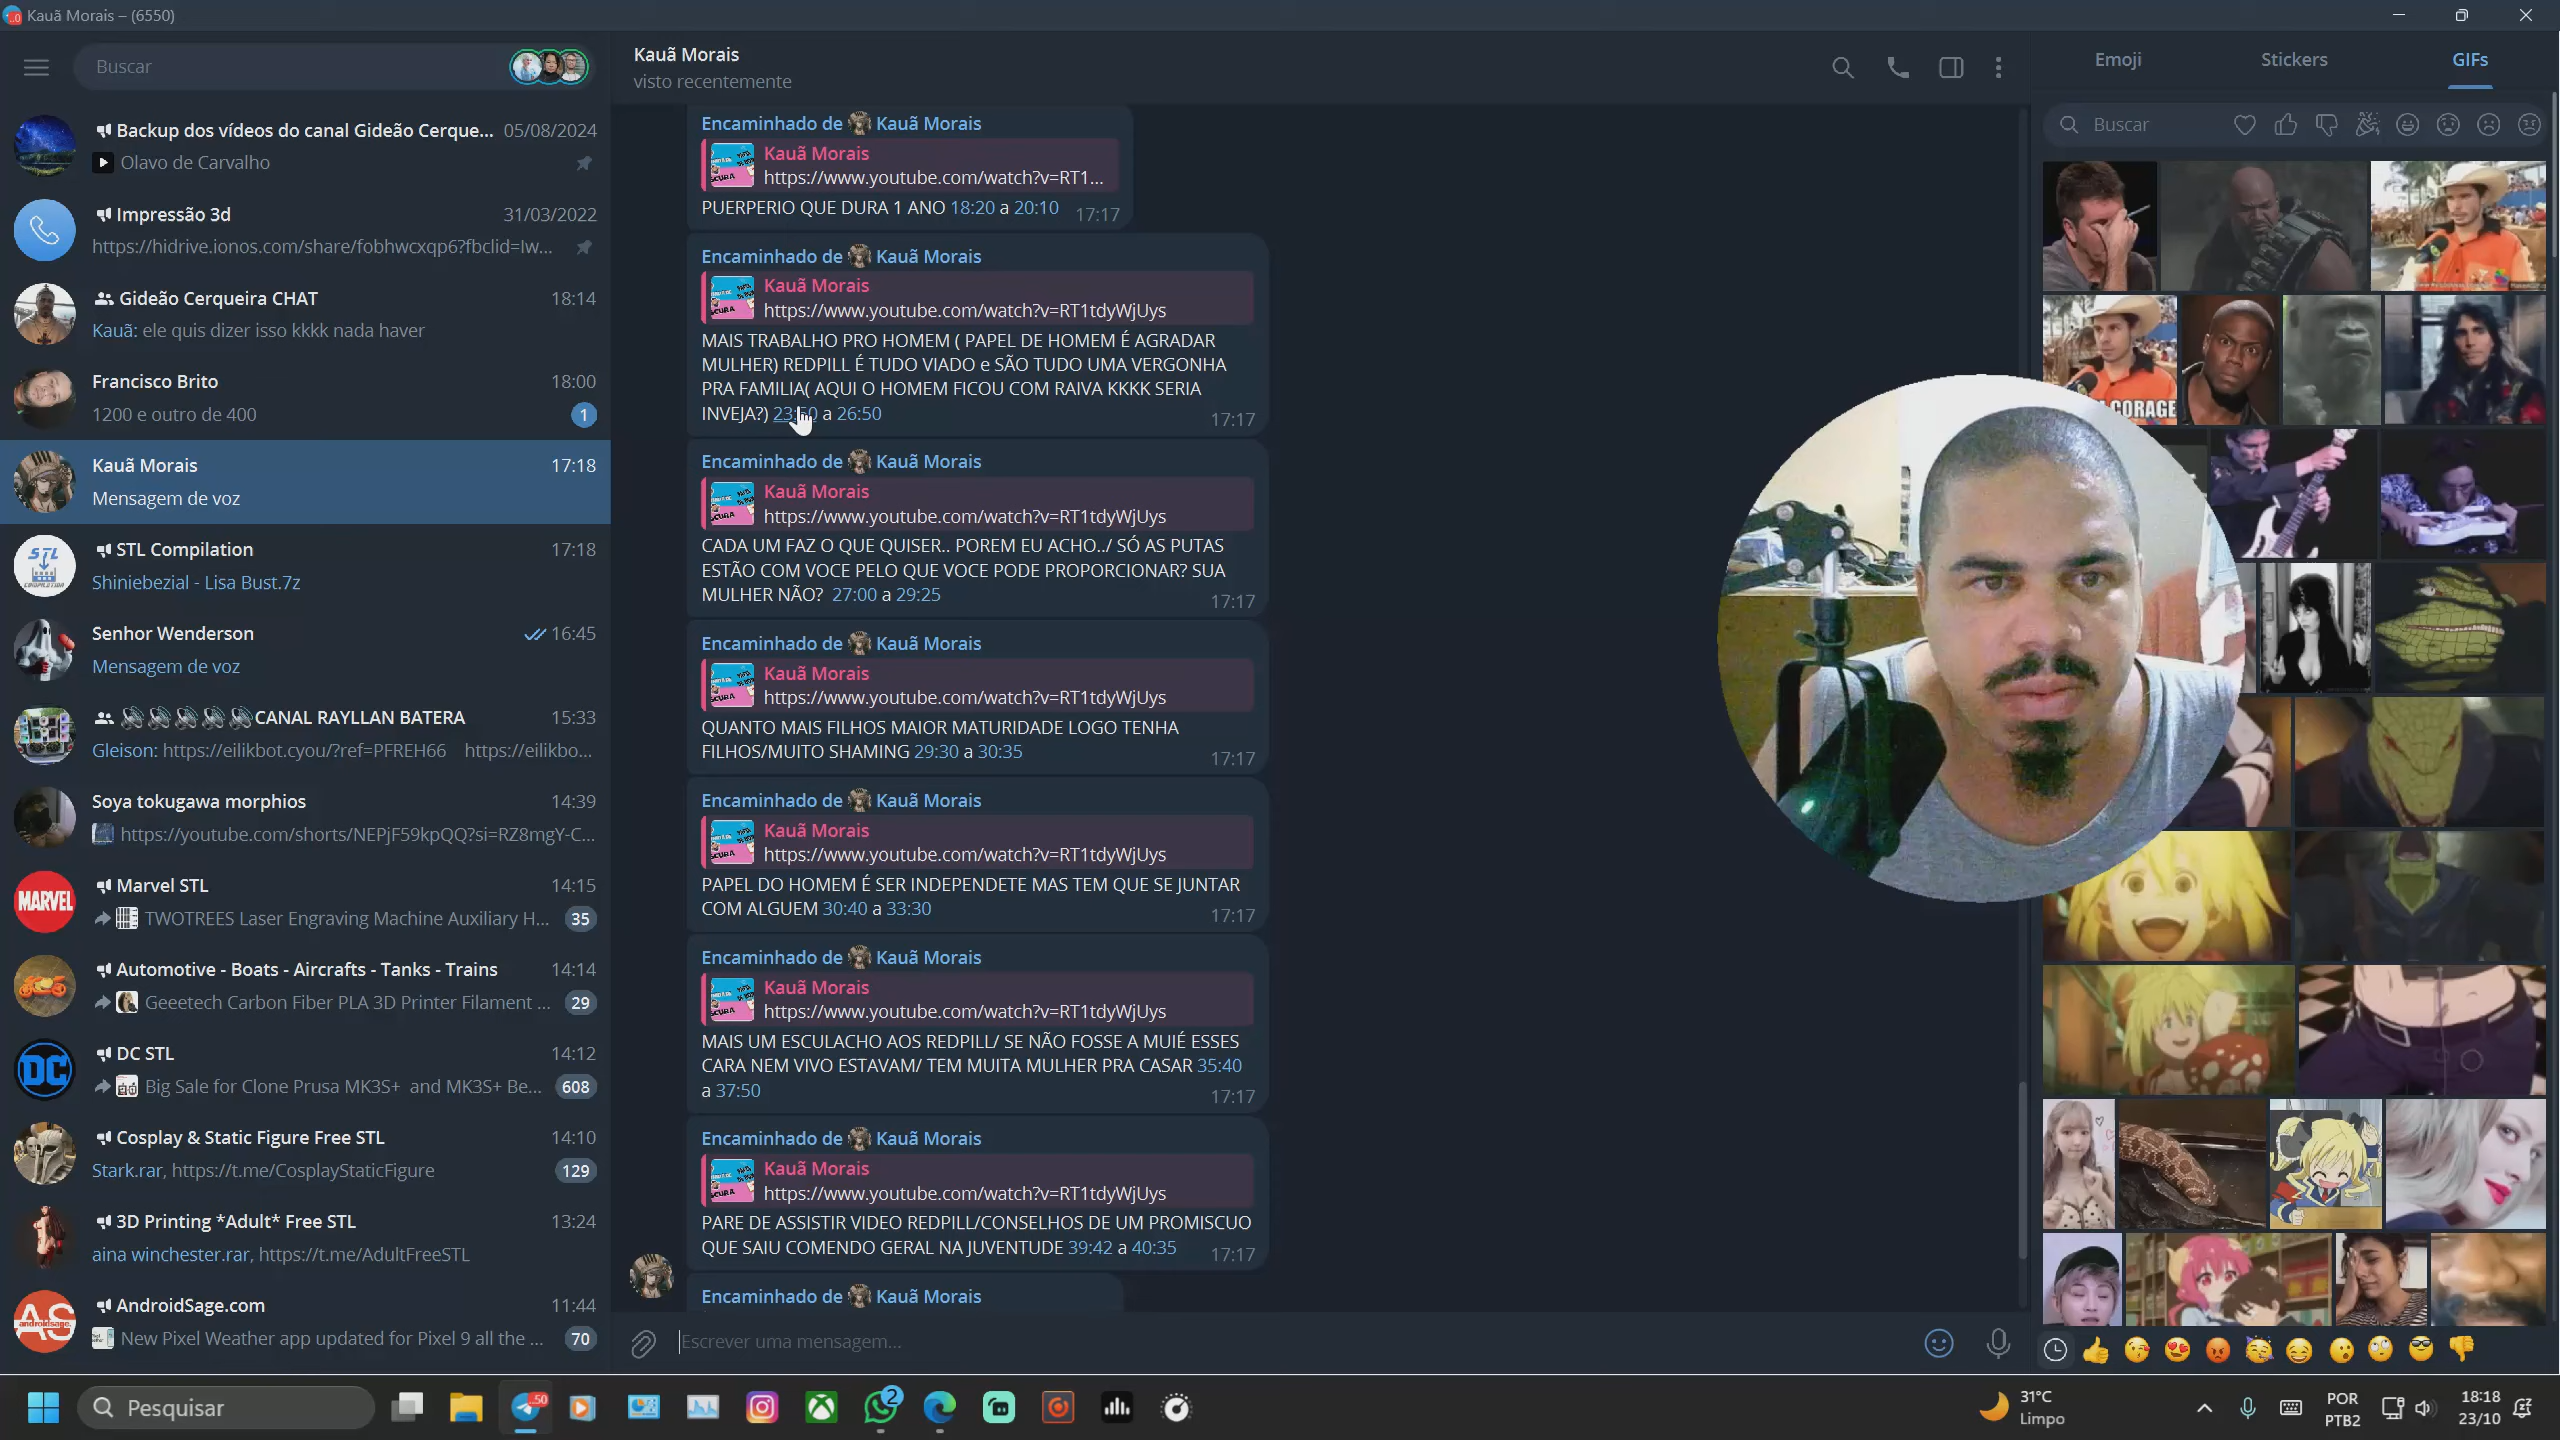 Kauã Morais – (6550)
Buscar
Backup dos vídeos do canal Gideão Cerque... 05/08/2024
Olavo de Carvalho
Impressão 3d 31/03/2022
https://hidrive.ionos.com/share/fobhwcxqp6?fbclid=Iw...
Gideão Cerqueira CHAT 18:14
Kauã: ele quis dizer isso kkkk nada haver
Francisco Brito 18:00
1200 e outro de 400 1
Kauã Morais 17:18
Mensagem de voz
STL Compilation 17:18
Shiniebezial - Lisa Bust.7z
Senhor Wenderson 16:45
Mensagem de voz
CANAL RAYLLAN BATERA 15:33
Gleison: https://eilikbot.cyou/?ref=PFREH66 https://eilikbo...
Soya tokugawa morphios 14:39
https://youtube.com/shorts/NEPjF59kpQQ?si=RZ8mgY-C...
Marvel STL 14:15
TWOTREES Laser Engraving Machine Auxiliary H... 35
Automotive - Boats - Aircrafts - Tanks - Trains 14:14
Geeetech Carbon Fiber PLA 3D Printer Filament ... 29
DC STL 14:12
Big Sale for Clone Prusa MK3S+ and MK3S+ Be... 608
Cosplay & Static Figure Free STL 14:10
Stark.rar, https://t.me/CosplayStaticFigure 129
3D Printing *Adult* Free STL 13:24
aina winchester.rar, https://t.me/AdultFreeSTL
AndroidSage.com 11:44
New Pixel Weather app updated for Pixel 9 all the ... 70
STL
COMPILATION
MARVEL
DC
AS
androidsage.
Kauã Morais
visto recentemente
Encaminhado de Kauã Morais
Kauã Morais
https://www.youtube.com/watch?v=RT1...
PUERPERIO QUE DURA 1 ANO 18:20 a 20:10 17:17
Encaminhado de Kauã Morais
Kauã Morais
https://www.youtube.com/watch?v=RT1tdyWjUys
MAIS TRABALHO PRO HOMEM ( PAPEL DE HOMEM É AGRADAR
MULHER) REDPILL É TUDO VIADO e SÃO TUDO UMA VERGONHA
PRA FAMILIA( AQUI O HOMEM FICOU COM RAIVA KKKK SERIA
INVEJA?) 23:50 a 26:50 17:17
Encaminhado de Kauã Morais
Kauã Morais
https://www.youtube.com/watch?v=RT1tdyWjUys
CADA UM FAZ O QUE QUISER.. POREM EU ACHO../ SÓ AS PUTAS
ESTÃO COM VOCE PELO QUE VOCE PODE PROPORCIONAR? SUA
MULHER NÃO? 27:00 a 29:25 17:17
Encaminhado de Kauã Morais
Kauã Morais
https://www.youtube.com/watch?v=RT1tdyWjUys
QUANTO MAIS FILHOS MAIOR MATURIDADE LOGO TENHA
FILHOS/MUITO SHAMING 29:30 a 30:35 17:17
Encaminhado de Kauã Morais
Kauã Morais
https://www.youtube.com/watch?v=RT1tdyWjUys
PAPEL DO HOMEM É SER INDEPENDETE MAS TEM QUE SE JUNTAR
COM ALGUEM 30:40 a 33:30 17:17
Encaminhado de Kauã Morais
Kauã Morais
https://www.youtube.com/watch?v=RT1tdyWjUys
MAIS UM ESCULACHO AOS REDPILL/ SE NÃO FOSSE A MUIÉ ESSES
CARA NEM VIVO ESTAVAM/ TEM MUITA MULHER PRA CASAR 35:40
a 37:50 17:17
Encaminhado de Kauã Morais
Kauã Morais
https://www.youtube.com/watch?v=RT1tdyWjUys
PARE DE ASSISTIR VIDEO REDPILL/CONSELHOS DE UM PROMISCUO
QUE SAIU COMENDO GERAL NA JUVENTUDE 39:42 a 40:35 17:17
Encaminhado de Kauã Morais
Escrever uma mensagem...
Emoji Stickers GIFs
Buscar
CORAGE
Pesquisar
50
2
31°C
Limpo
POR
PTB2
18:18
23/10